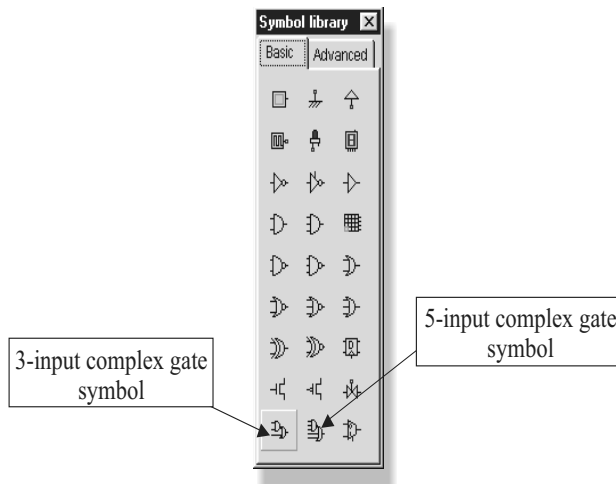 Symbol library
Basic
Advanced
5-input complex gate
symbol
3-input complex gate
symbol